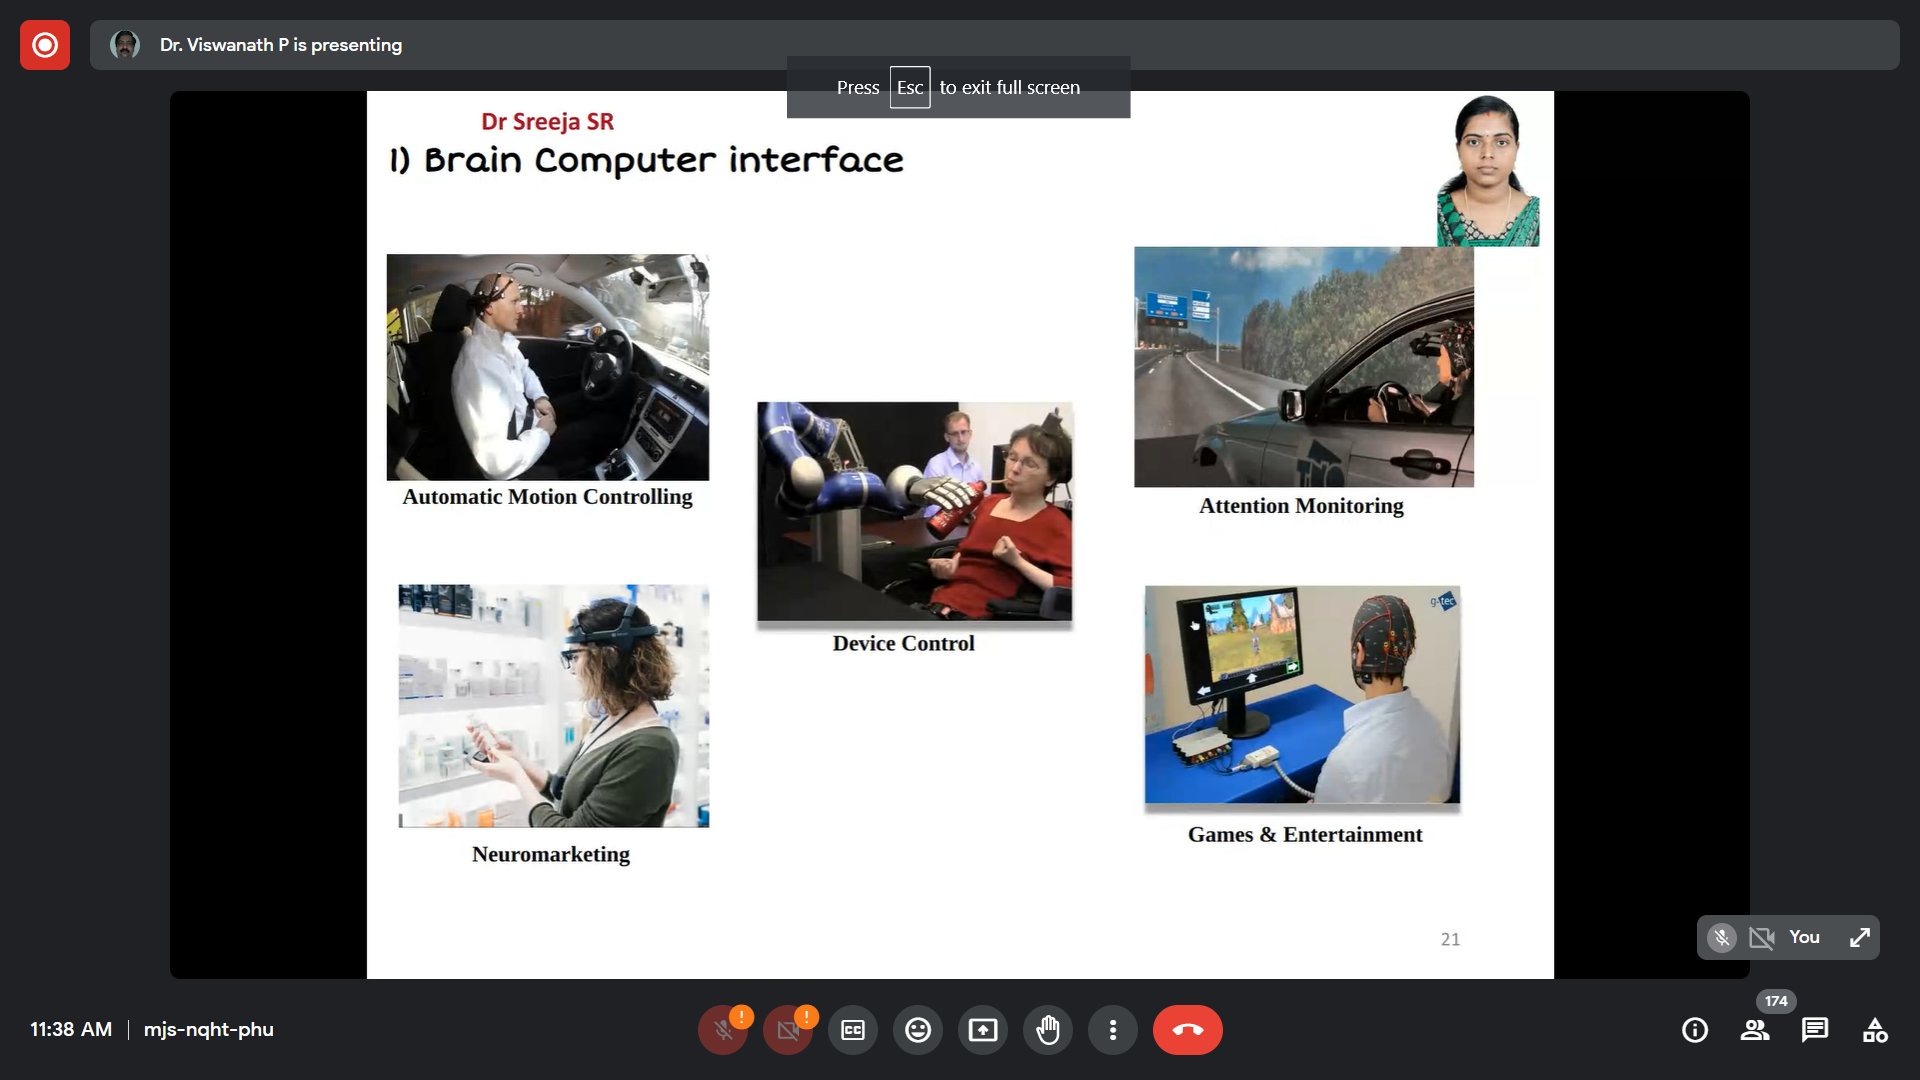 Dr. Viswanath P is presenting
Press Esc to exit full screen
Dr Sreeja SR
1) Brain Computer interface
Automatic Motion Controlling
Attention Monitoring
Device Control
g.tec
Neuromarketing
Games & Entertainment
21
You
11:38 AM | mjs-nqht-phu
!
!
CC
174